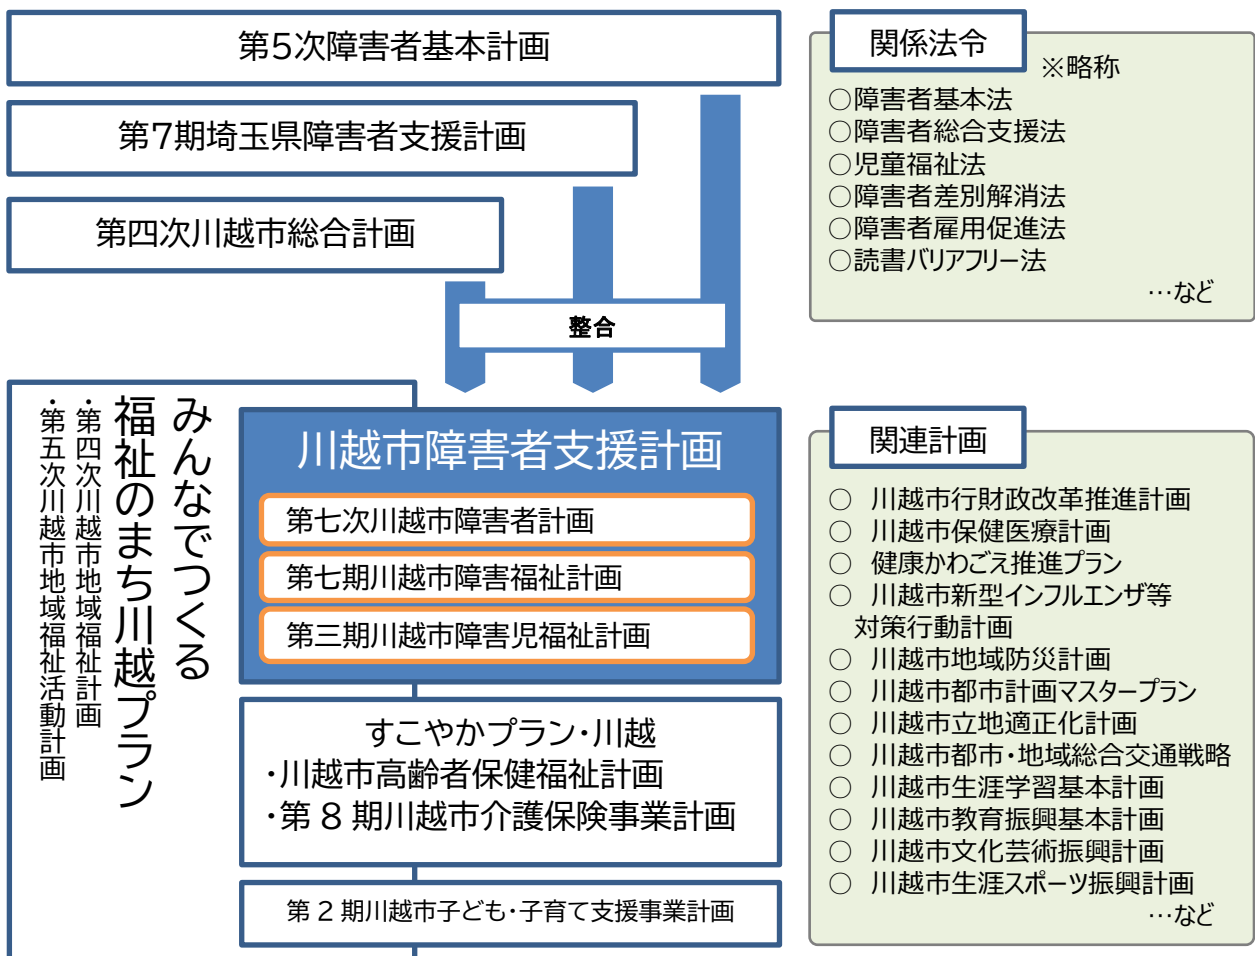 第5次障害者基本計画
第7期埼玉県障害者支援計画
第四次川越市総合計画
整合
みんなでつくる
福祉のまち川越プラン
・第四次川越市地域福祉計画
・第五次川越市地域福祉活動計画
川越市障害者支援計画
第七次川越市障害者計画
第七期川越市障害福祉計画
第三期川越市障害児福祉計画
すこやかプラン・川越
・川越市高齢者保健福祉計画
・第８期川越市介護保険事業計画
第２期川越市子ども・子育て支援事業計画
関係法令
※略称
○障害者基本法
○障害者総合支援法
○児童福祉法
○障害者差別解消法
○障害者雇用促進法
○読書バリアフリー法
…など
関連計画
○ 川越市行財政改革推進計画
○ 川越市保健医療計画
○ 健康かわごえ推進プラン
○ 川越市新型インフルエンザ等
対策行動計画
○ 川越市地域防災計画
○ 川越市都市計画マスタープラン
○ 川越市立地適正化計画
○ 川越市都市・地域総合交通戦略
○ 川越市生涯学習基本計画
○ 川越市教育振興基本計画
○ 川越市文化芸術振興計画
○ 川越市生涯スポーツ振興計画
…など